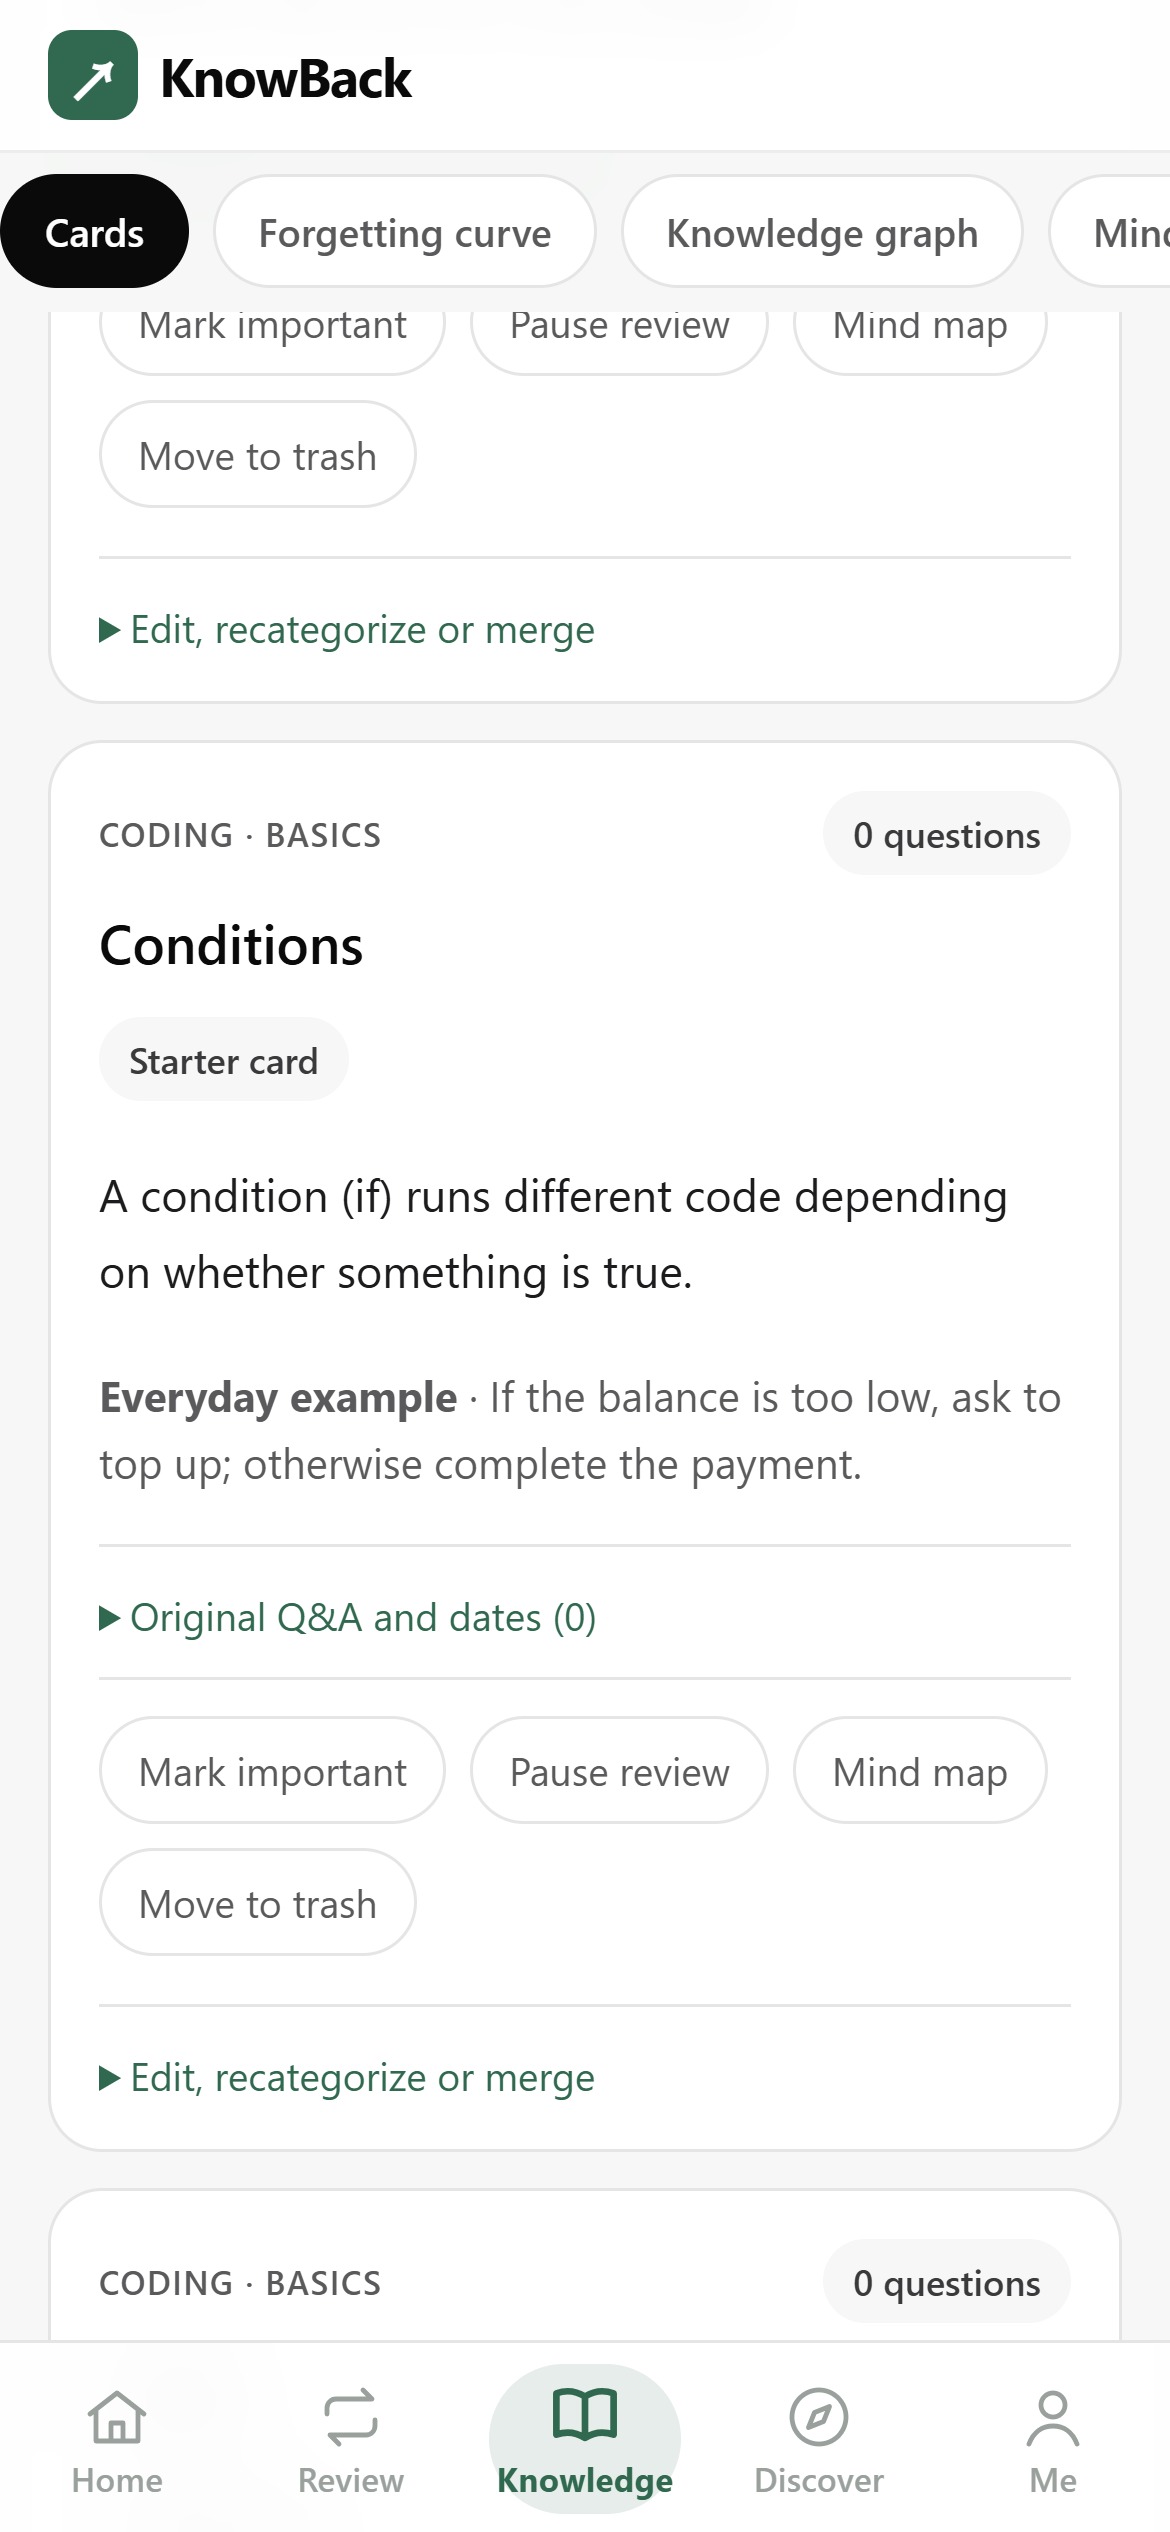 KnowBack
Cards
Forgetting curve
Knowledge graph
Mind
Mark important
Pause review
Mind map
Move to trash
Edit, recategorize or merge
CODING · BASICS
0 questions
Conditions
Starter card
A condition (if) runs different code depending
on whether something is true.
Everyday example · If the balance is too low, ask to
top up; otherwise complete the payment.
Original Q&A and dates (0)
Mark important
Pause review
Mind map
Move to trash
Edit, recategorize or merge
CODING · BASICS
0 questions
Home
Review
Knowledge
Discover
Me